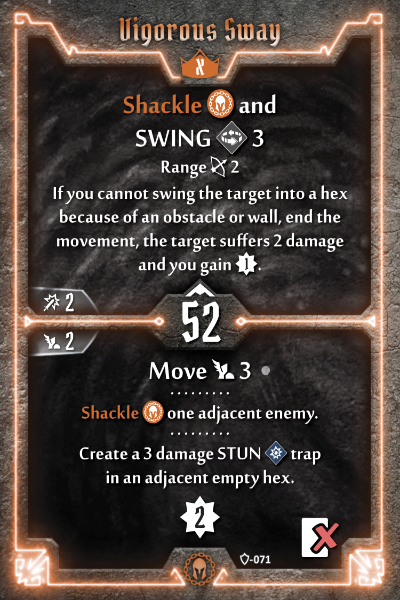 Vigorous Sway
X
Shackle and
SWING 3
Range 2
If you cannot swing the target into a hex
because of an obstacle or wall, end the
movement, the target suffers 2 damage
and you gain 1.
2
52
2
Move 3
Shackle one adjacent enemy.
Create a 3 damage STUN trap
in an adjacent empty hex.
2
-071